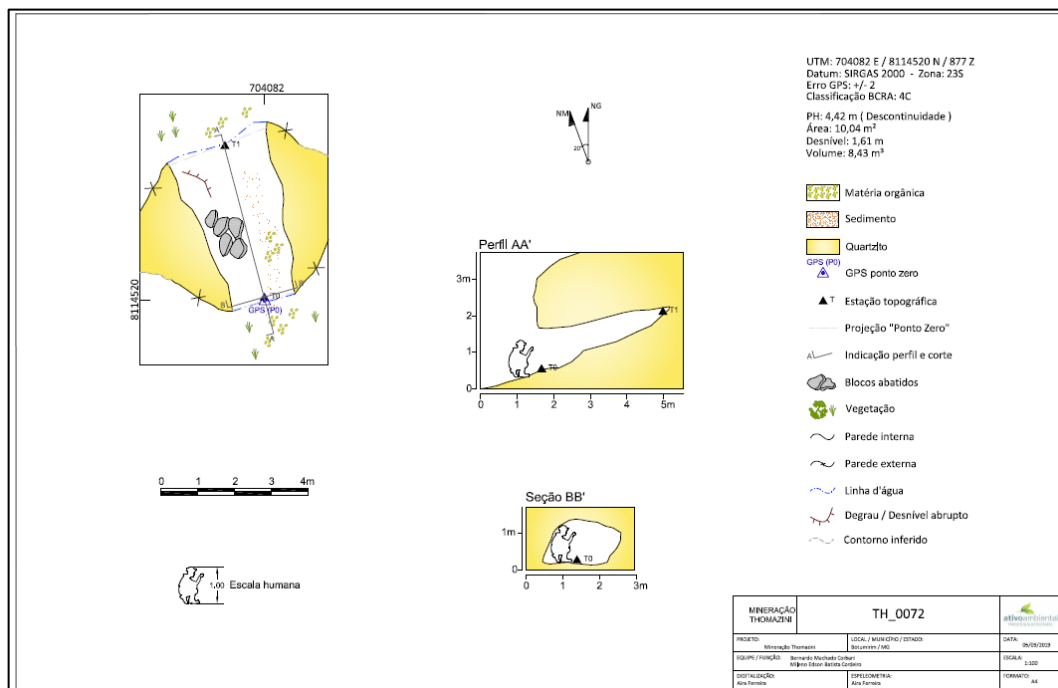 UTM: 704082 E / 8114520 N / 877 Z
Datum: SIRGAS 2000 - Zona: 23S
Erro GPS: +/- 2
Classificação BCRA: 4C
PH: 4,42 m ( Descontinuidade )
Área: 10,04 m²
Desnível: 1,61 m
Volume: 8,43 m³
704082
8114520
T1
T0
B
B
A
A
GPS (P0)
NM
NG
20°
Matéria orgânica
Sedimento
Quartzito
GPS (P0)
GPS ponto zero
T
Estação topográfica
Projeção "Ponto Zero"
A
Indicação perfil e corte
Blocos abatidos
Vegetação
Parede interna
Parede externa
Linha d'água
Degrau / Desnível abrupto
Contorno inferido
Perfil AA'
3m
2
1
0
T1
T0
0 1 2 3 4 5m
0 1 2 3 4m
Seção BB'
1m
0
T0
0 1 2 3m
1,00
Escala humana
MINERAÇÃO
THOMAZINI
TH_0072
ativoambiental
PROJETO:
Mineração Thomazini
LOCAL / MUNICÍPIO / ESTADO:
Botumirim / MG
DATA:
EQUIPE / FUNÇÃO:
Bernardo Machado Corbani
Mileno Edson Batista Cordeiro
ESCALA:
1:100
DIGITALIZAÇÃO:
Aira Ferreira
ESPELEOMETRIA:
Aira Ferreira
FORMATO:
A4